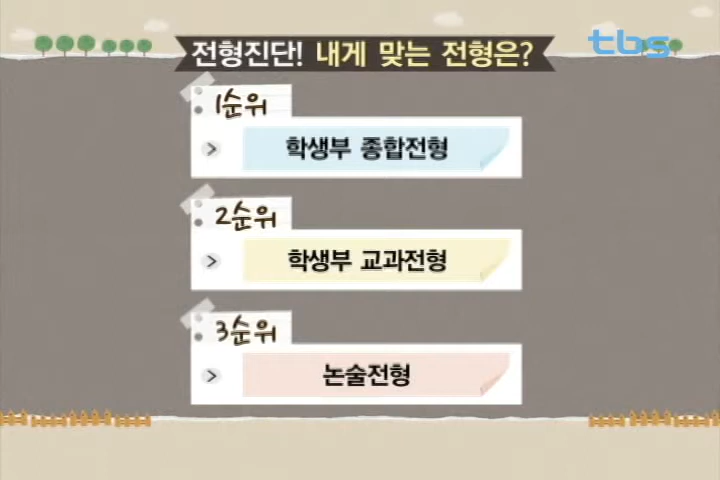 전형진단! 내게 맞는 전형은?
tbs
1순위
> 학생부 종합전형
2순위
> 학생부 교과전형
3순위
> 논술전형